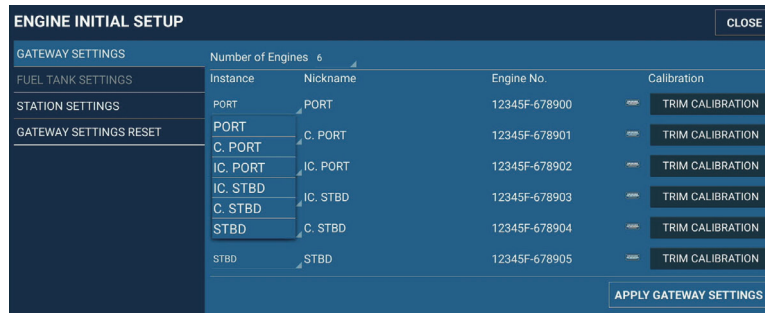 ENGINE INITIAL SETUP CLOSE
GATEWAY SETTINGS Number of Engines 6
FUEL TANK SETTINGS Instance Nickname Engine No. Calibration
STATION SETTINGS PORT PORT 12345F-678900 TRIM CALIBRATION
GATEWAY SETTINGS RESET PORT C. PORT 12345F-678901 TRIM CALIBRATION
C. PORT
IC. PORT IC. PORT 12345F-678902 TRIM CALIBRATION
IC. STBD IC. STBD 12345F-678903 TRIM CALIBRATION
C. STBD
STBD C. STBD 12345F-678904 TRIM CALIBRATION
STBD STBD 12345F-678905 TRIM CALIBRATION
APPLY GATEWAY SETTINGS